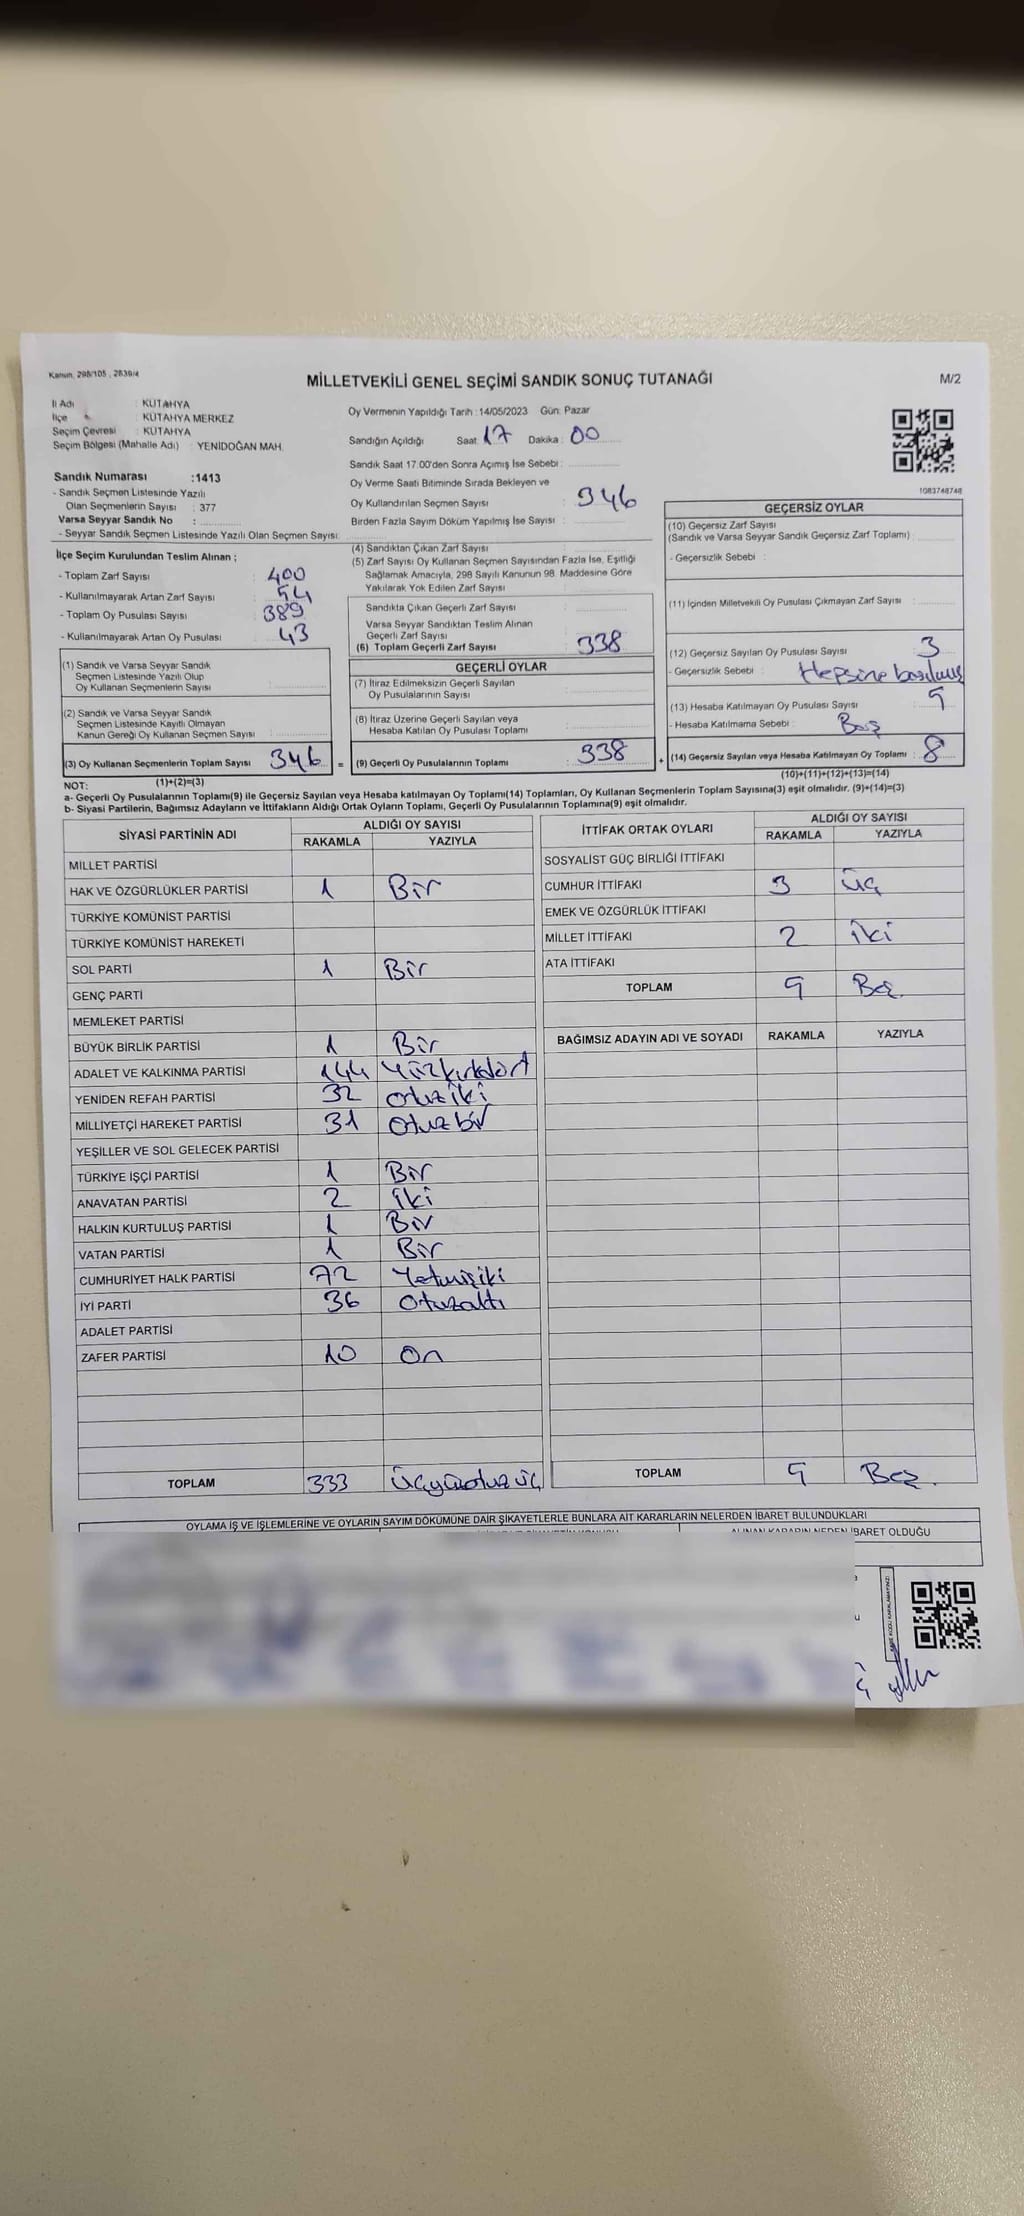 Kanun, 298/105 , 2839/4
MİLLETVEKİLİ GENEL SEÇİMİ SANDIK SONUÇ TUTANAĞI
M/2
İl Adı : KÜTAHYA
İlçe : KÜTAHYA MERKEZ
Seçim Çevresi : KÜTAHYA
Seçim Bölgesi (Mahalle Adı) : YENİDOĞAN MAH.
Sandık Numarası :1413
- Sandık Seçmen Listesinde Yazılı
Olan Seçmenlerin Sayısı : 377
Varsa Seyyar Sandık No :
- Seyyar Sandık Seçmen Listesinde Yazılı Olan Seçmen Sayısı:
İlçe Seçim Kurulundan Teslim Alınan ;
- Toplam Zarf Sayısı : 400
- Kullanılmayarak Artan Zarf Sayısı : 54
- Toplam Oy Pusulası Sayısı : 389
- Kullanılmayarak Artan Oy Pusulası : 43
(1) Sandık ve Varsa Seyyar Sandık
Seçmen Listesinde Yazılı Olup
Oy Kullanan Seçmenlerin Sayısı :
(2) Sandık ve Varsa Seyyar Sandık
Seçmen Listesinde Kayıtlı Olmayan
Kanun Gereği Oy Kullanan Seçmen Sayısı :
(3) Oy Kullanan Seçmenlerin Toplam Sayısı : 346 =
Oy Vermenin Yapıldığı Tarih :14/05/2023 Gün: Pazar
Sandığın Açıldığı Saat : 17 Dakika : 00
Sandık Saat 17:00'den Sonra Açımış İse Sebebi :
Oy Verme Saati Bitiminde Sırada Bekleyen ve
Oy Kullandırılan Seçmen Sayısı : 346
Birden Fazla Sayım Döküm Yapılmış İse Sayısı :
(4) Sandıktan Çıkan Zarf Sayısı :
(5) Zarf Sayısı Oy Kullanan Seçmen Sayısından Fazla İse, Eşitliği
Sağlamak Amacıyla, 298 Sayılı Kanunun 98. Maddesine Göre
Yakılarak Yok Edilen Zarf Sayısı :
Sandıkta Çıkan Geçerli Zarf Sayısı :
Varsa Seyyar Sandıktan Teslim Alınan
Geçerli Zarf Sayısı :
(6) Toplam Geçerli Zarf Sayısı : 338
GEÇERLİ OYLAR
(7) İtiraz Edilmeksizin Geçerli Sayılan
Oy Pusulalarının Sayısı :
(8) İtiraz Üzerine Geçerli Sayılan veya
Hesaba Katılan Oy Pusulası Toplamı :
(9) Geçerli Oy Pusulalarının Toplamı : 338 +
1083748748
GEÇERSİZ OYLAR
(10) Geçersiz Zarf Sayısı
(Sandık ve Varsa Seyyar Sandık Geçersiz Zarf Toplamı) :
- Geçersizlik Sebebi :
(11) İçinden Milletvekili Oy Pusulası Çıkmayan Zarf Sayısı :
(12) Geçersiz Sayılan Oy Pusulası Sayısı : 3
- Geçersizlik Sebebi : Hepsine basılmış
(13) Hesaba Katılmayan Oy Pusulası Sayısı : 5
- Hesaba Katılmama Sebebi : Boş
(14) Geçersiz Sayılan veya Hesaba Katılmayan Oy Toplamı : 8
NOT: (1)+(2)=(3)
(10)+(11)+(12)+(13)=(14)
a- Geçerli Oy Pusulalarının Toplamı(9) ile Geçersiz Sayılan veya Hesaba katılmayan Oy Toplamı(14) Toplamları, Oy Kullanan Seçmenlerin Toplam Sayısına(3) eşit olmalıdır. (9)+(14)=(3)
b- Siyasi Partilerin, Bağımsız Adayların ve İttifakların Aldığı Ortak Oyların Toplamı, Geçerli Oy Pusulalarının Toplamına(9) eşit olmalıdır.
SİYASİ PARTİNİN ADI ALDIĞI OY SAYISI
RAKAMLA YAZIYLA
MİLLET PARTİSİ
HAK VE ÖZGÜRLÜKLER PARTİSİ 1 Bir
TÜRKİYE KOMÜNİST PARTİSİ
TÜRKİYE KOMÜNİST HAREKETİ
SOL PARTİ 1 Bir
GENÇ PARTİ
MEMLEKET PARTİSİ
BÜYÜK BİRLİK PARTİSİ 1 Bir
ADALET VE KALKINMA PARTİSİ 144 Yüzkırkdört
YENİDEN REFAH PARTİSİ 32 otuziki
MİLLİYETÇİ HAREKET PARTİSİ 31 otuzbir
YEŞİLLER VE SOL GELECEK PARTİSİ
TÜRKİYE İŞÇİ PARTİSİ 1 Bir
ANAVATAN PARTİSİ 2 iki
HALKIN KURTULUŞ PARTİSİ 1 Bir
VATAN PARTİSİ 1 Bir
CUMHURİYET HALK PARTİSİ 72 Yetmişiki
İYİ PARTİ 36 otuzaltı
ADALET PARTİSİ
ZAFER PARTİSİ 10 on
TOPLAM 333 üçyüzotuzüç
İTTİFAK ORTAK OYLARI ALDIĞI OY SAYISI
RAKAMLA YAZIYLA
SOSYALİST GÜÇ BİRLİĞİ İTTİFAKI
CUMHUR İTTİFAKI 3 üç
EMEK VE ÖZGÜRLÜK İTTİFAKI
MİLLET İTTİFAKI 2 iki
ATA İTTİFAKI
TOPLAM 5 Beş
BAĞIMSIZ ADAYIN ADI VE SOYADI RAKAMLA YAZIYLA
TOPLAM 5 Beş.
OYLAMA İŞ VE İŞLEMLERİNE VE OYLARIN SAYIM DÖKÜMÜNE DAİR ŞİKAYETLERLE BUNLARA AİT KARARLARIN NELERDEN İBARET BULUNDUKLARI
ALINAN KARARIN NEDEN İBARET OLDUĞU